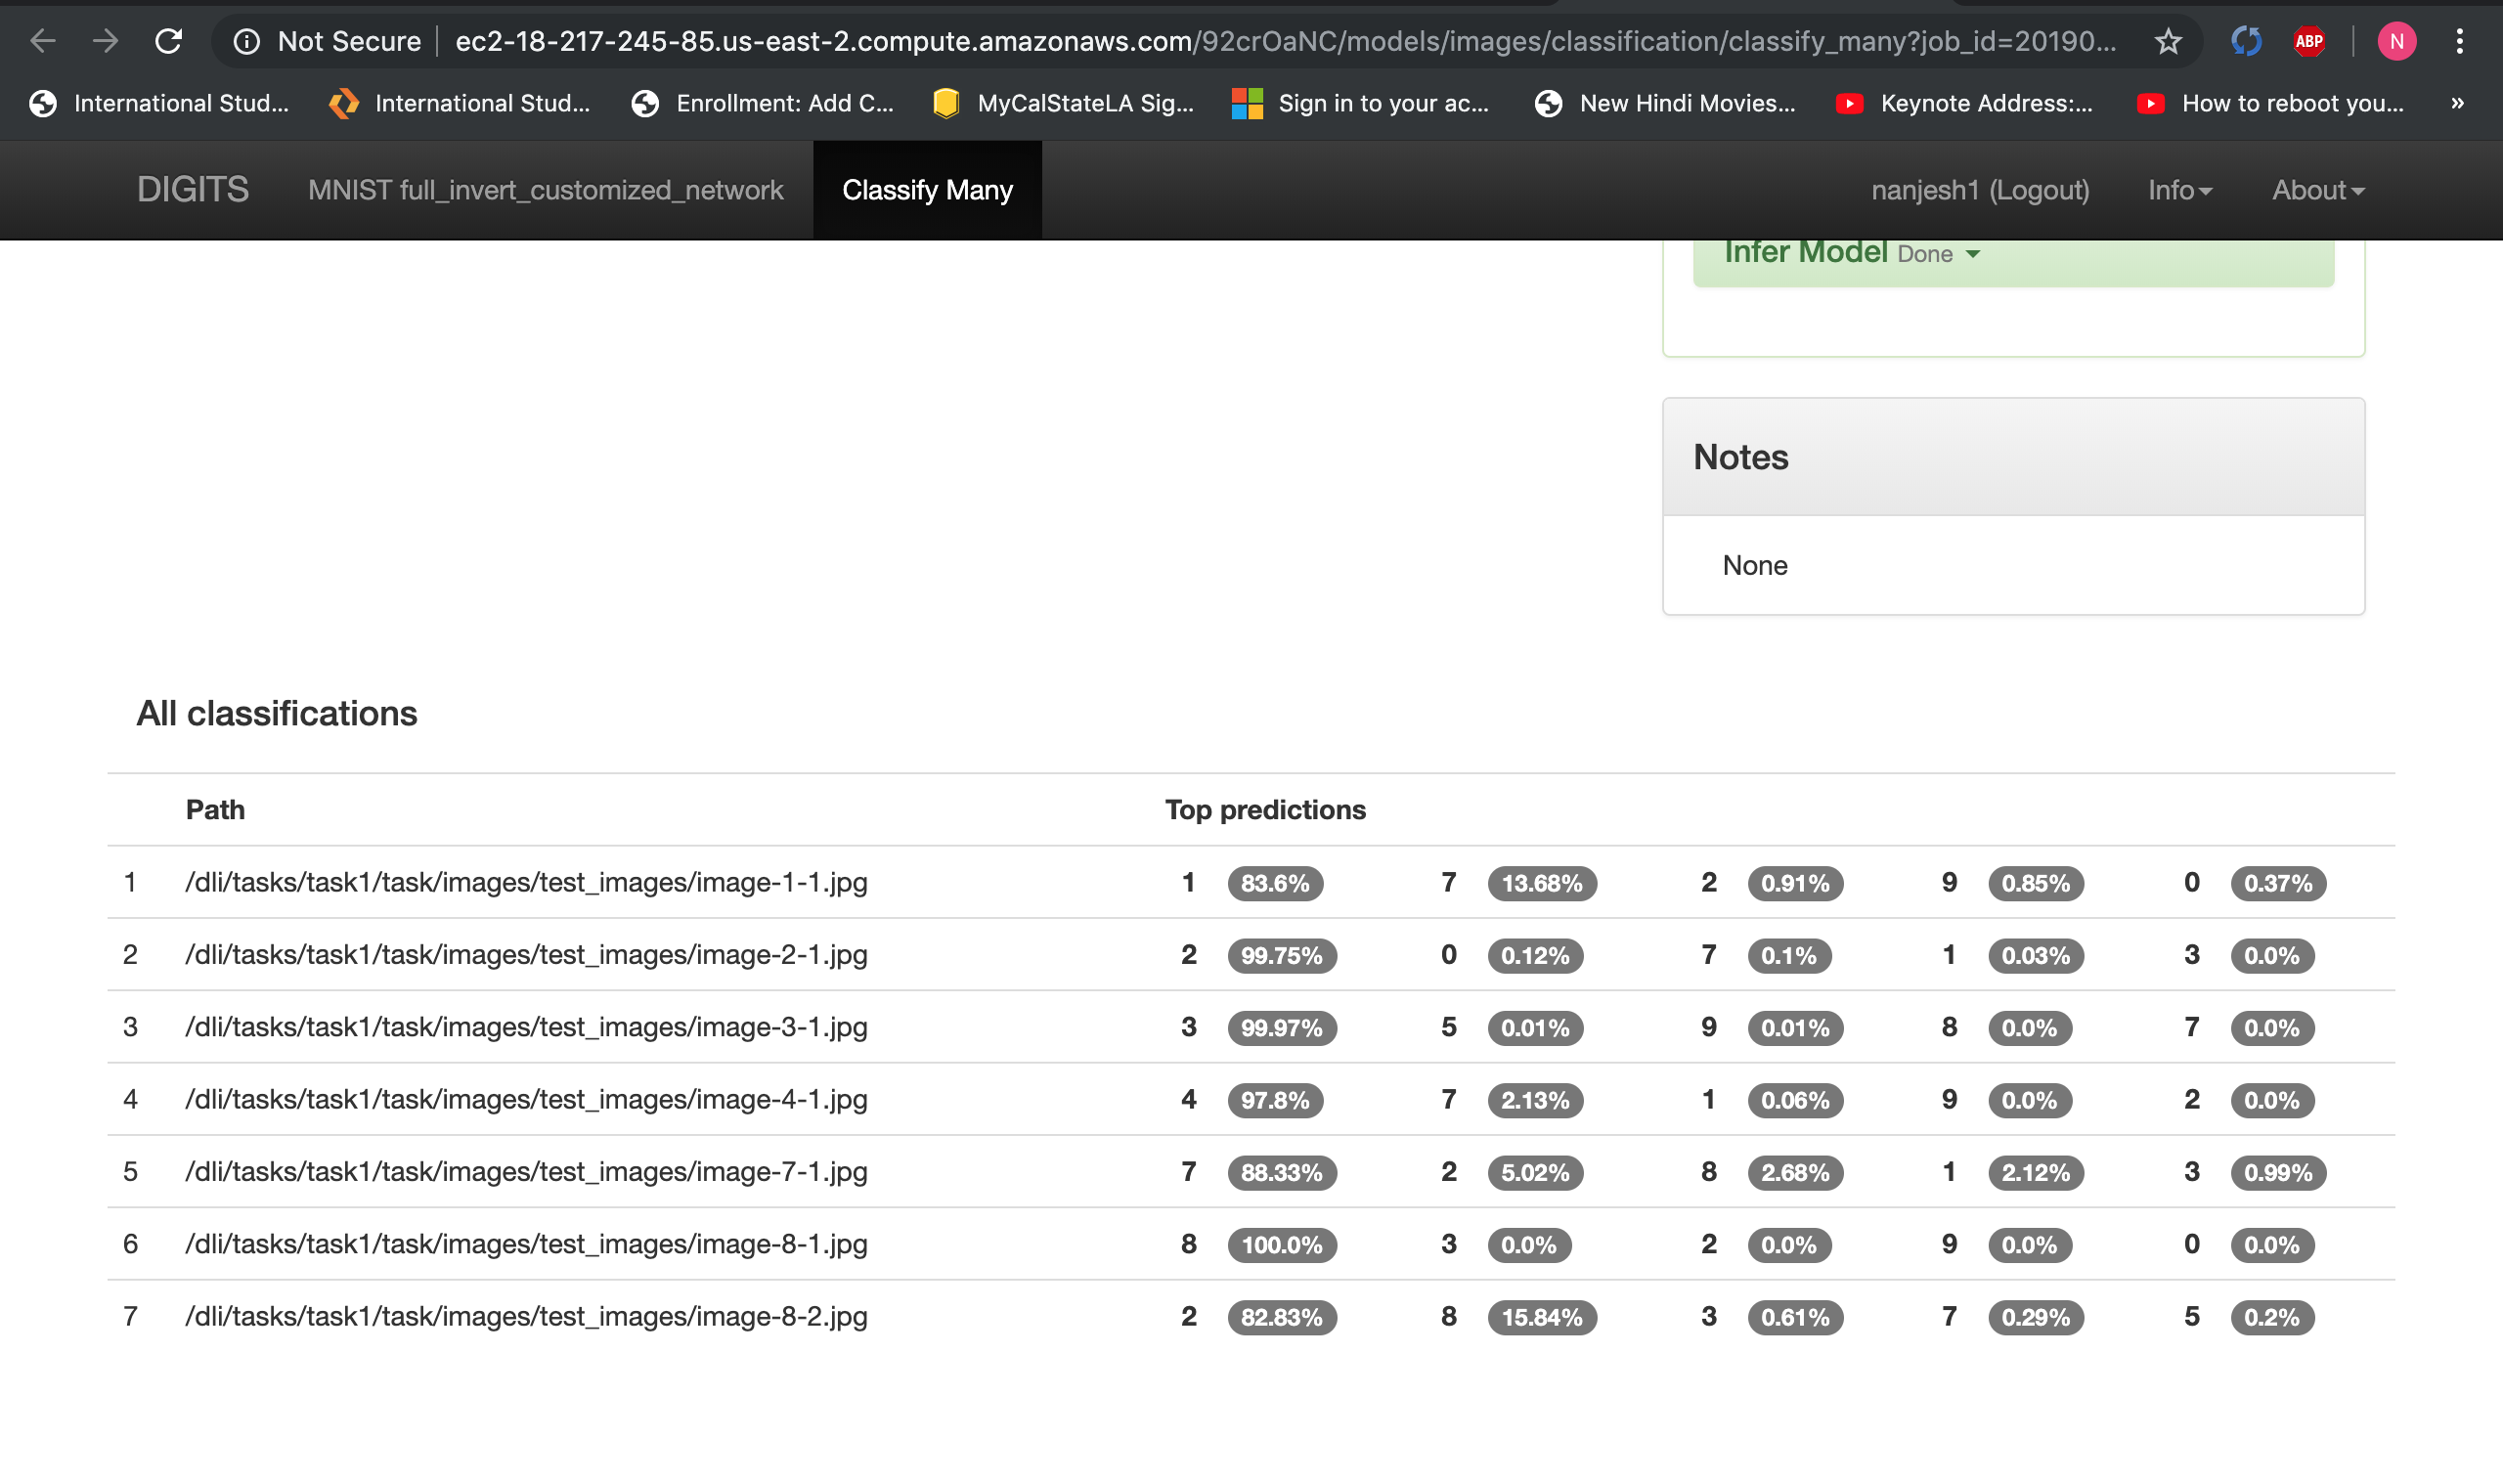 Not Secure ec2-18-217-245-85.us-east-2.compute.amazonaws.com/92crOaNC/models/images/classification/classify_many?job_id=20190... ABP N
International Stud... International Stud... Enrollment: Add C... MyCalStateLA Sig... Sign in to your ac... New Hindi Movies... Keynote Address:... How to reboot you... »
DIGITS MNIST full_invert_customized_network Classify Many nanjesh1 (Logout) Info About
Infer Model Done
Notes
None
All classifications
Path Top predictions
1 /dli/tasks/task1/task/images/test_images/image-1-1.jpg 1 83.6% 7 13.68% 2 0.91% 9 0.85% 0 0.37%
2 /dli/tasks/task1/task/images/test_images/image-2-1.jpg 2 99.75% 0 0.12% 7 0.1% 1 0.03% 3 0.0%
3 /dli/tasks/task1/task/images/test_images/image-3-1.jpg 3 99.97% 5 0.01% 9 0.01% 8 0.0% 7 0.0%
4 /dli/tasks/task1/task/images/test_images/image-4-1.jpg 4 97.8% 7 2.13% 1 0.06% 9 0.0% 2 0.0%
5 /dli/tasks/task1/task/images/test_images/image-7-1.jpg 7 88.33% 2 5.02% 8 2.68% 1 2.12% 3 0.99%
6 /dli/tasks/task1/task/images/test_images/image-8-1.jpg 8 100.0% 3 0.0% 2 0.0% 9 0.0% 0 0.0%
7 /dli/tasks/task1/task/images/test_images/image-8-2.jpg 2 82.83% 8 15.84% 3 0.61% 7 0.29% 5 0.2%